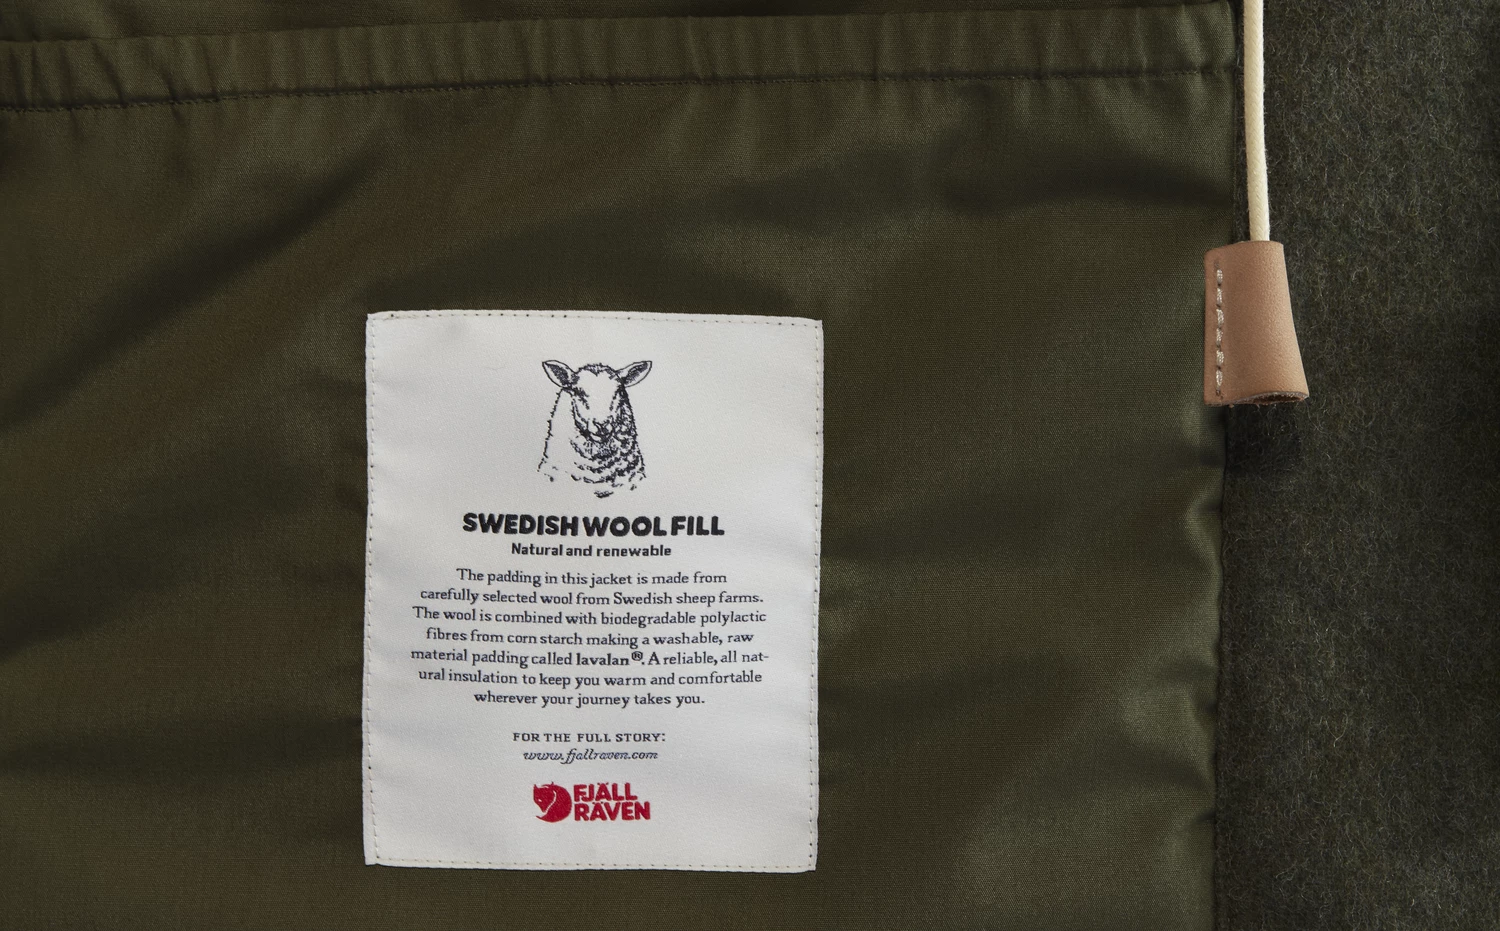 SWEDISH WOOL FILL
Natural and renewable
The padding in this jacket is made from
carefully selected wool from Swedish sheep farms.
The wool is combined with biodegradable polylactic
fibres from corn starch making a washable, raw
material padding called lavalan®. A reliable, all nat-
ural insulation to keep you warm and comfortable
wherever your journey takes you.
FOR THE FULL STORY:
www.fjallraven.com
FJÄLL
RÄVEN